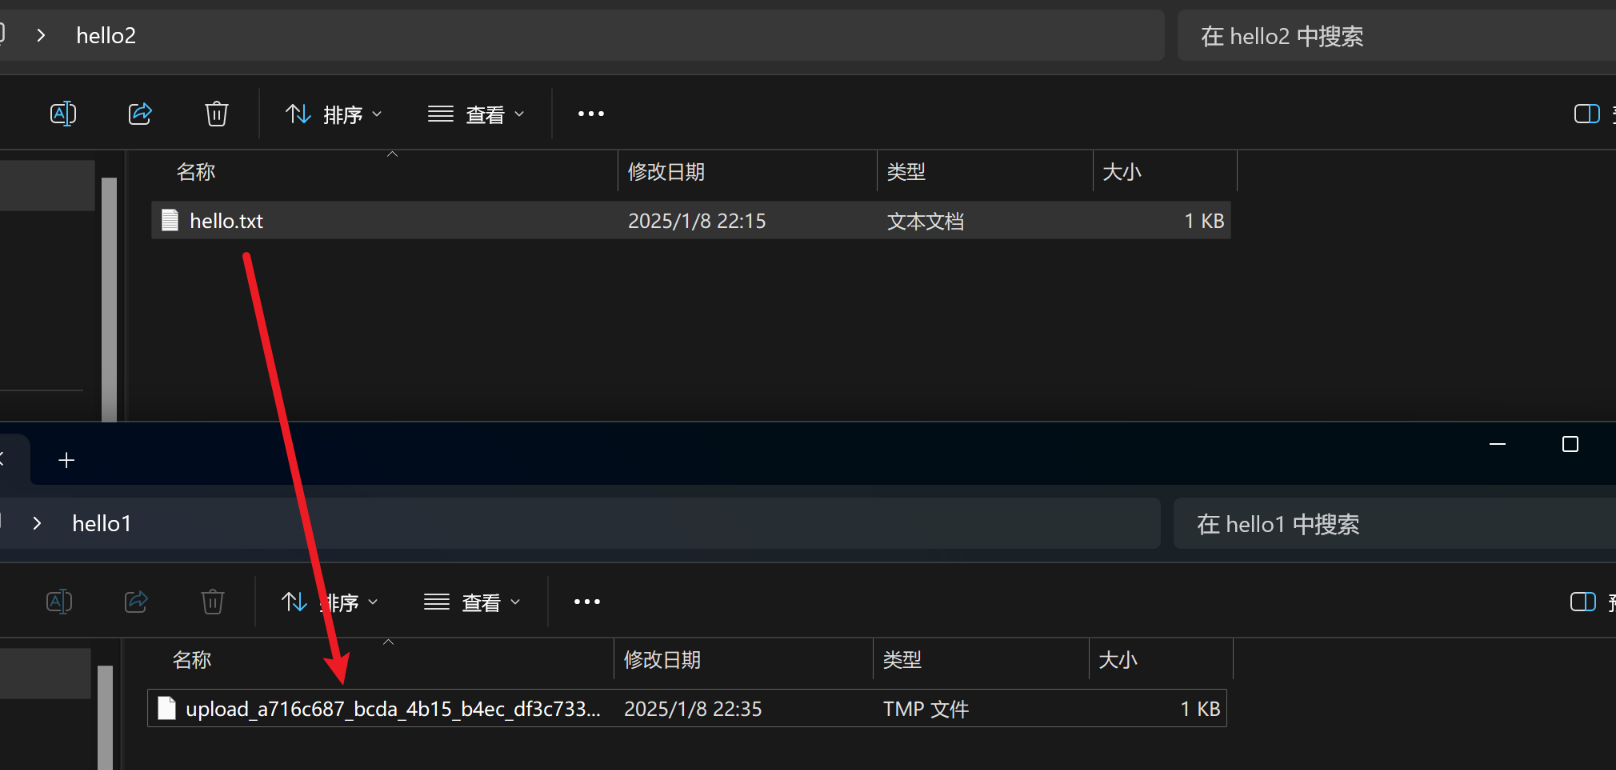 hello2
在 hello2 中搜索
排序
查看
名称
修改日期
类型
大小
hello.txt
2025/1/8 22:15
文本文档
1 KB
hello1
在 hello1 中搜索
排序
查看
名称
修改日期
类型
大小
upload_a716c687_bcda_4b15_b4ec_df3c733...
2025/1/8 22:35
TMP 文件
1 KB